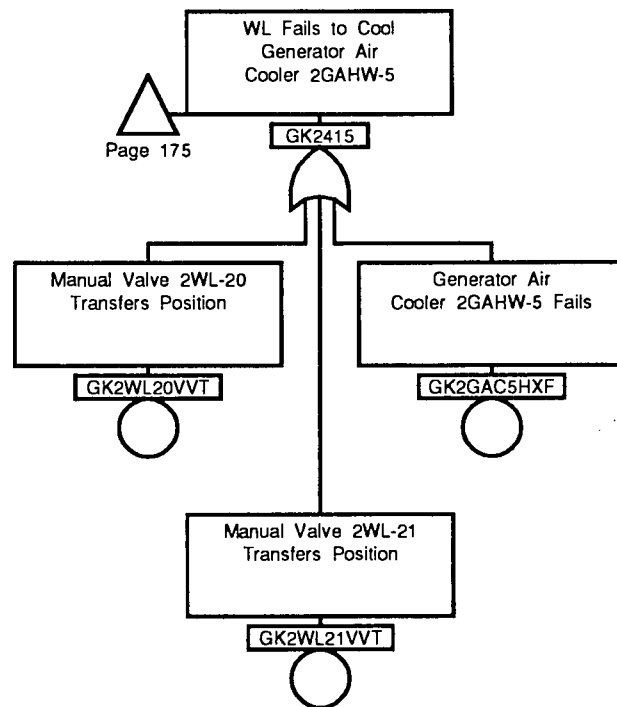 WL Fails to Cool
Generator Air
Cooler 2GAHW-5
Page 175
GK2415
Manual Valve 2WL-20
Transfers Position
GK2WL20VVT
Generator Air
Cooler 2GAHW-5 Fails
GK2GAC5HXF
Manual Valve 2WL-21
Transfers Position
GK2WL21VVT